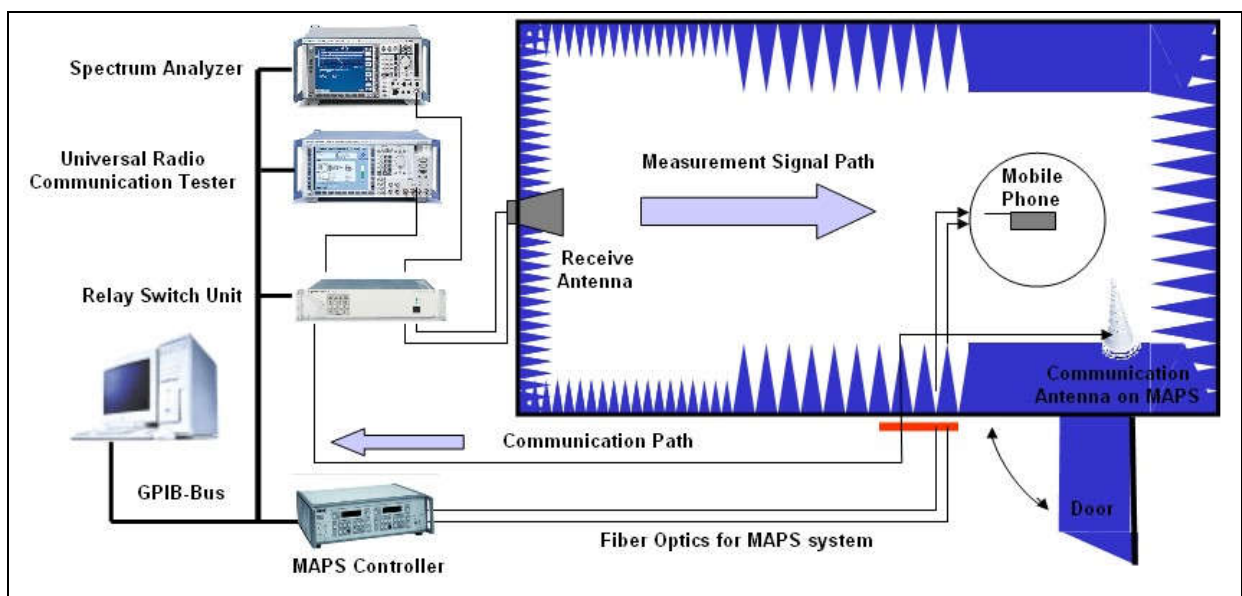 Spectrum Analyzer
Universal Radio
Communication Tester
Relay Switch Unit
GPIB-Bus
MAPS Controller
Measurement Signal Path
Receive
Antenna
Mobile
Phone
Communication
Antenna on MAPS
Communication Path
Fiber Optics for MAPS system
Door